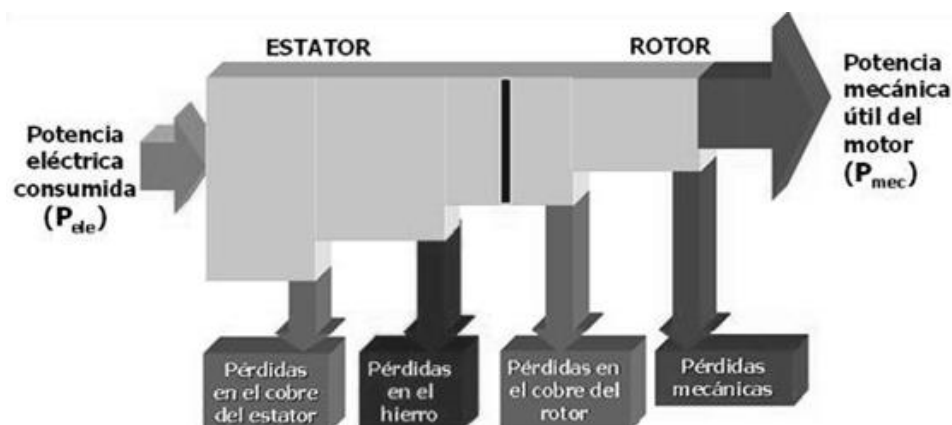 ESTATOR
ROTOR
Potencia
eléctrica
consumida
(Pele)
Potencia
mecánica
útil del
motor
(Pmec)
Pérdidas
en el cobre
del estator
Pérdidas
en el
hierro
Pérdidas en
el cobre del
rotor
Pérdidas
mecánicas